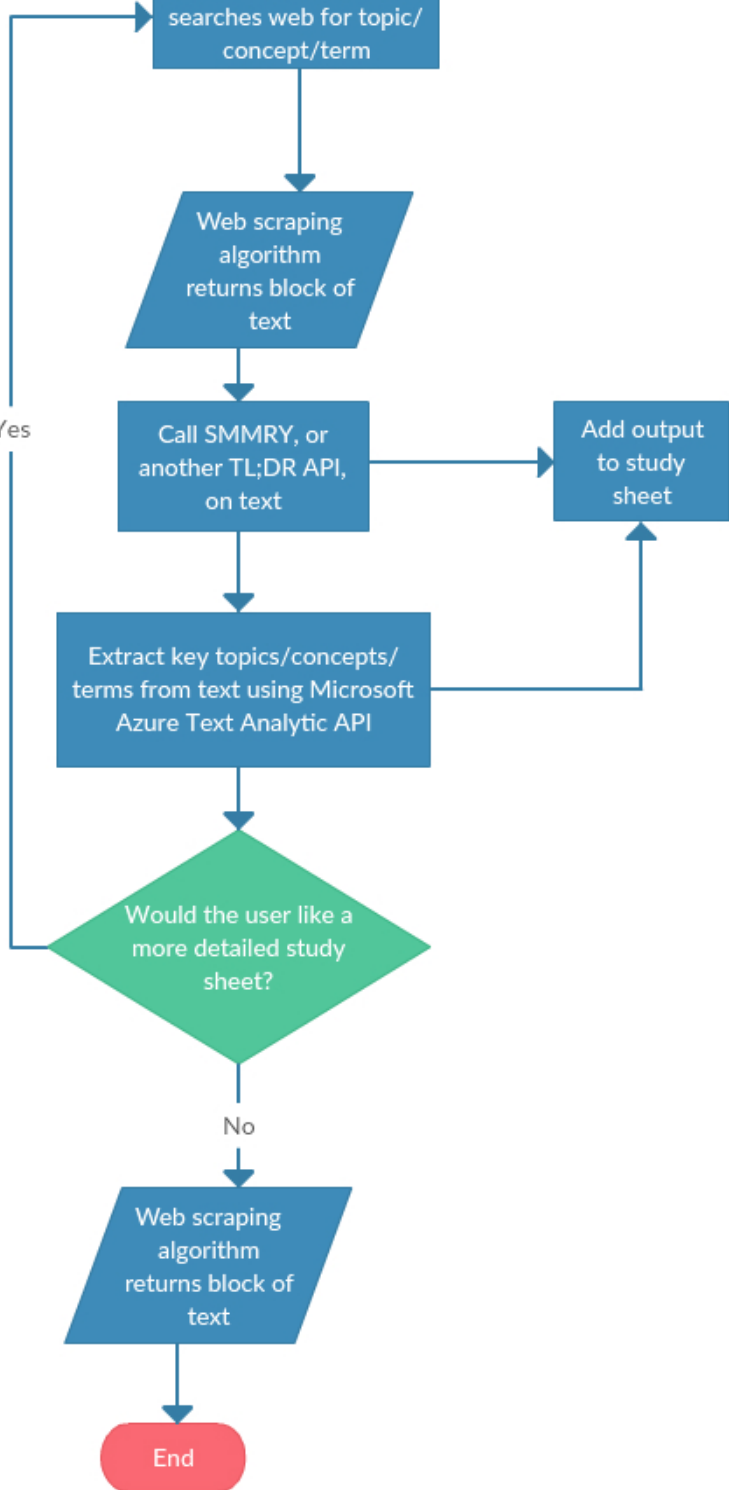 searches web for topic/
concept/term
Web scraping
algorithm
returns block of
text
Yes
Call SMMRY, or
another TL;DR API,
on text
Add output
to study
sheet
Extract key topics/concepts/
terms from text using Microsoft
Azure Text Analytic API
Would the user like a
more detailed study
sheet?
No
Web scraping
algorithm
returns block of
text
End